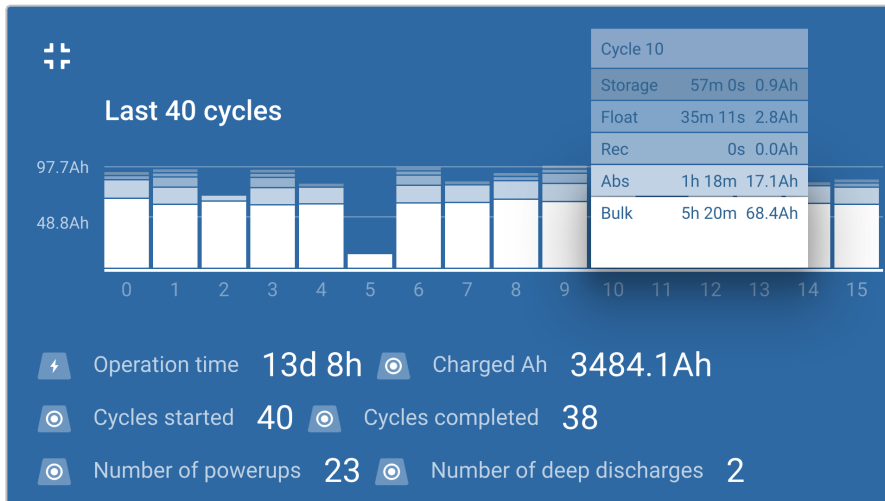 Cycle 10
Storage 57m 0s 0.9Ah
Float 35m 11s 2.8Ah
Rec 0s 0.0Ah
Abs 1h 18m 17.1Ah
Bulk 5h 20m 68.4Ah
Last 40 cycles
97.7Ah
48.8Ah
0 1 2 3 4 5 6 7 8 9 10 11 12 13 14 15
Operation time 13d 8h Charged Ah 3484.1Ah
Cycles started 40 Cycles completed 38
Number of powerups 23 Number of deep discharges 2